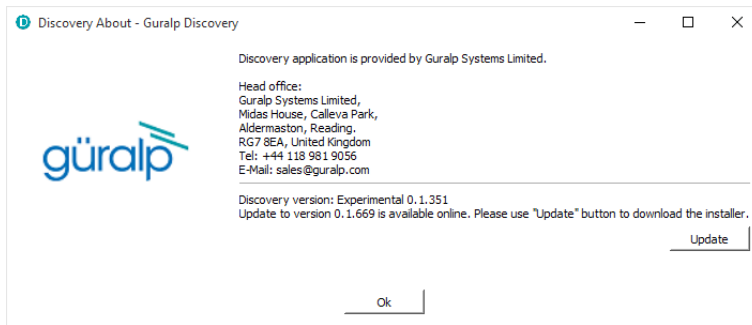 Discovery About - Guralp Discovery
Discovery application is provided by Guralp Systems Limited.
Head office:
Guralp Systems Limited,
Midas House, Calleva Park,
Aldermaston, Reading.
RG7 8EA, United Kingdom
Tel: +44 118 981 9056
E-Mail: sales@guralp.com
güralp
Discovery version: Experimental 0.1.351
Update to version 0.1.669 is available online. Please use "Update" button to download the installer.
Update
Ok